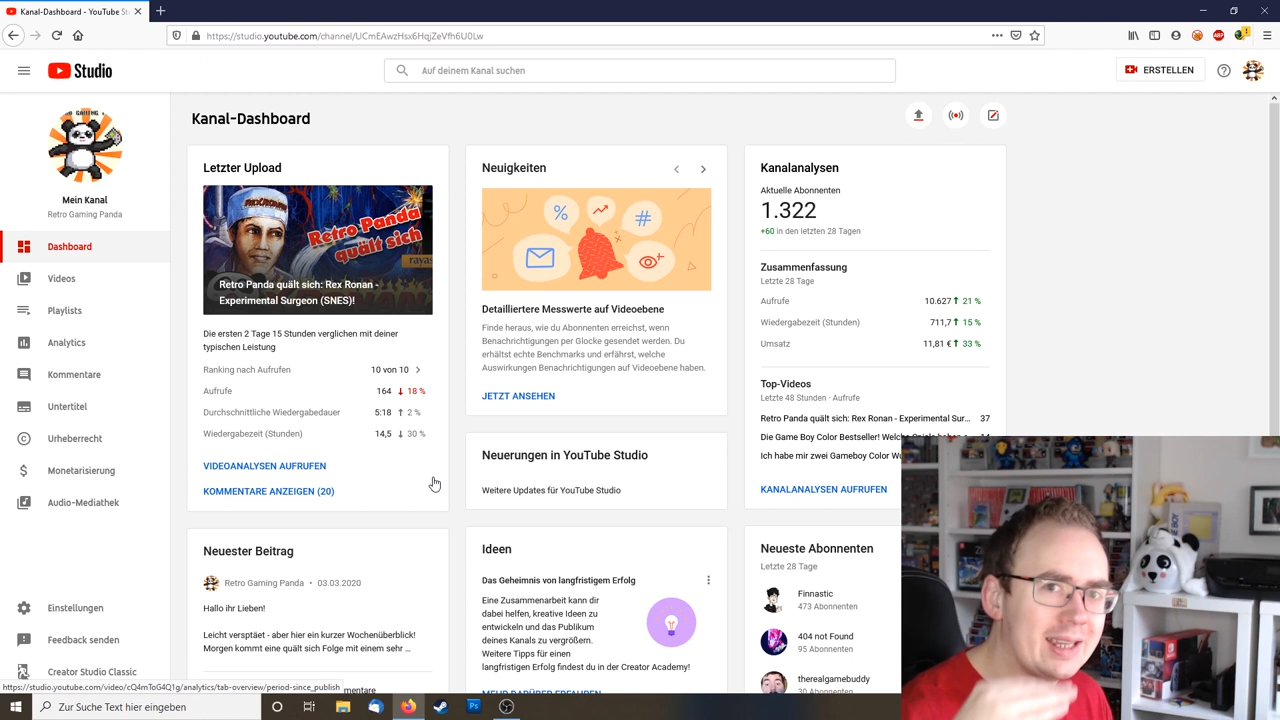 Kanal-Dashboard - YouTube St
https://studio.youtube.com/channel/UCmEAwzHsx6HqjZeVfh6U0Lw
Studio
Auf deinem Kanal suchen
ERSTELLEN
Mein Kanal
Retro Gaming Panda
Dashboard
Videos
Playlists
Analytics
Kommentare
Untertitel
Urheberrecht
Monetarisierung
Audio-Mediathek
Einstellungen
Feedback senden
Creator Studio Classic
Kanal-Dashboard
Letzter Upload
Retro Panda
quält sich
Retro Panda quält sich: Rex Ronan -
Experimental Surgeon (SNES)!
Die ersten 2 Tage 15 Stunden verglichen mit deiner
typischen Leistung
Ranking nach Aufrufen 10 von 10
Aufrufe 164 ↓ 18 %
Durchschnittliche Wiedergabedauer 5:18 ↑ 2 %
Wiedergabezeit (Stunden) 14,5 ↓ 30 %
VIDEOANALYSEN AUFRUFEN
KOMMENTARE ANZEIGEN (20)
Neuester Beitrag
Retro Gaming Panda • 03.03.2020
Hallo ihr Lieben!
Leicht versptäet - aber hier ein kurzer Wochenüberblick!
Morgen kommt eine quält sich Folge mit einem sehr ...
Neuigkeiten
%
#
Detailliertere Messwerte auf Videoebene
Finde heraus, wie du Abonnenten erreichst, wenn
Benachrichtigungen per Glocke gesendet werden. Du
erhältst echte Benchmarks und erfährst, welche
Auswirkungen Benachrichtigungen auf Videoebene haben.
JETZT ANSEHEN
Neuerungen in YouTube Studio
Weitere Updates für YouTube Studio
Ideen
Das Geheimnis von langfristigem Erfolg
Eine Zusammenarbeit kann dir
dabei helfen, kreative Ideen zu
entwickeln und das Publikum
deines Kanals zu vergrößern.
Weitere Tipps für einen
langfristigen Erfolg findest du in der Creator Academy!
MEHR DARÜBER ERFAHREN
Kanalanalysen
Aktuelle Abonnenten
1.322
+60 in den letzten 28 Tagen
Zusammenfassung
Letzte 28 Tage
Aufrufe 10.627 ↑ 21 %
Wiedergabezeit (Stunden) 711,7 ↑ 15 %
Umsatz 11,81 € ↑ 33 %
Top-Videos
Letzte 48 Stunden · Aufrufe
Retro Panda quält sich: Rex Ronan - Experimental Sur... 37
Die Game Boy Color Bestseller! Welche
Ich habe mir zwei Gameboy Color
KANALANALYSEN AUFRUFEN
Neueste Abonnenten
Letzte 28 Tage
Finnastic
473 Abonnenten
404 not Found
95 Abonnenten
therealgamebuddy
30 Abonnenten
https://studio.youtube.com/video/cQ4mToG4Q1g/analytics/tab-overview/period-since_publish
Zur Suche Text hier eingeben